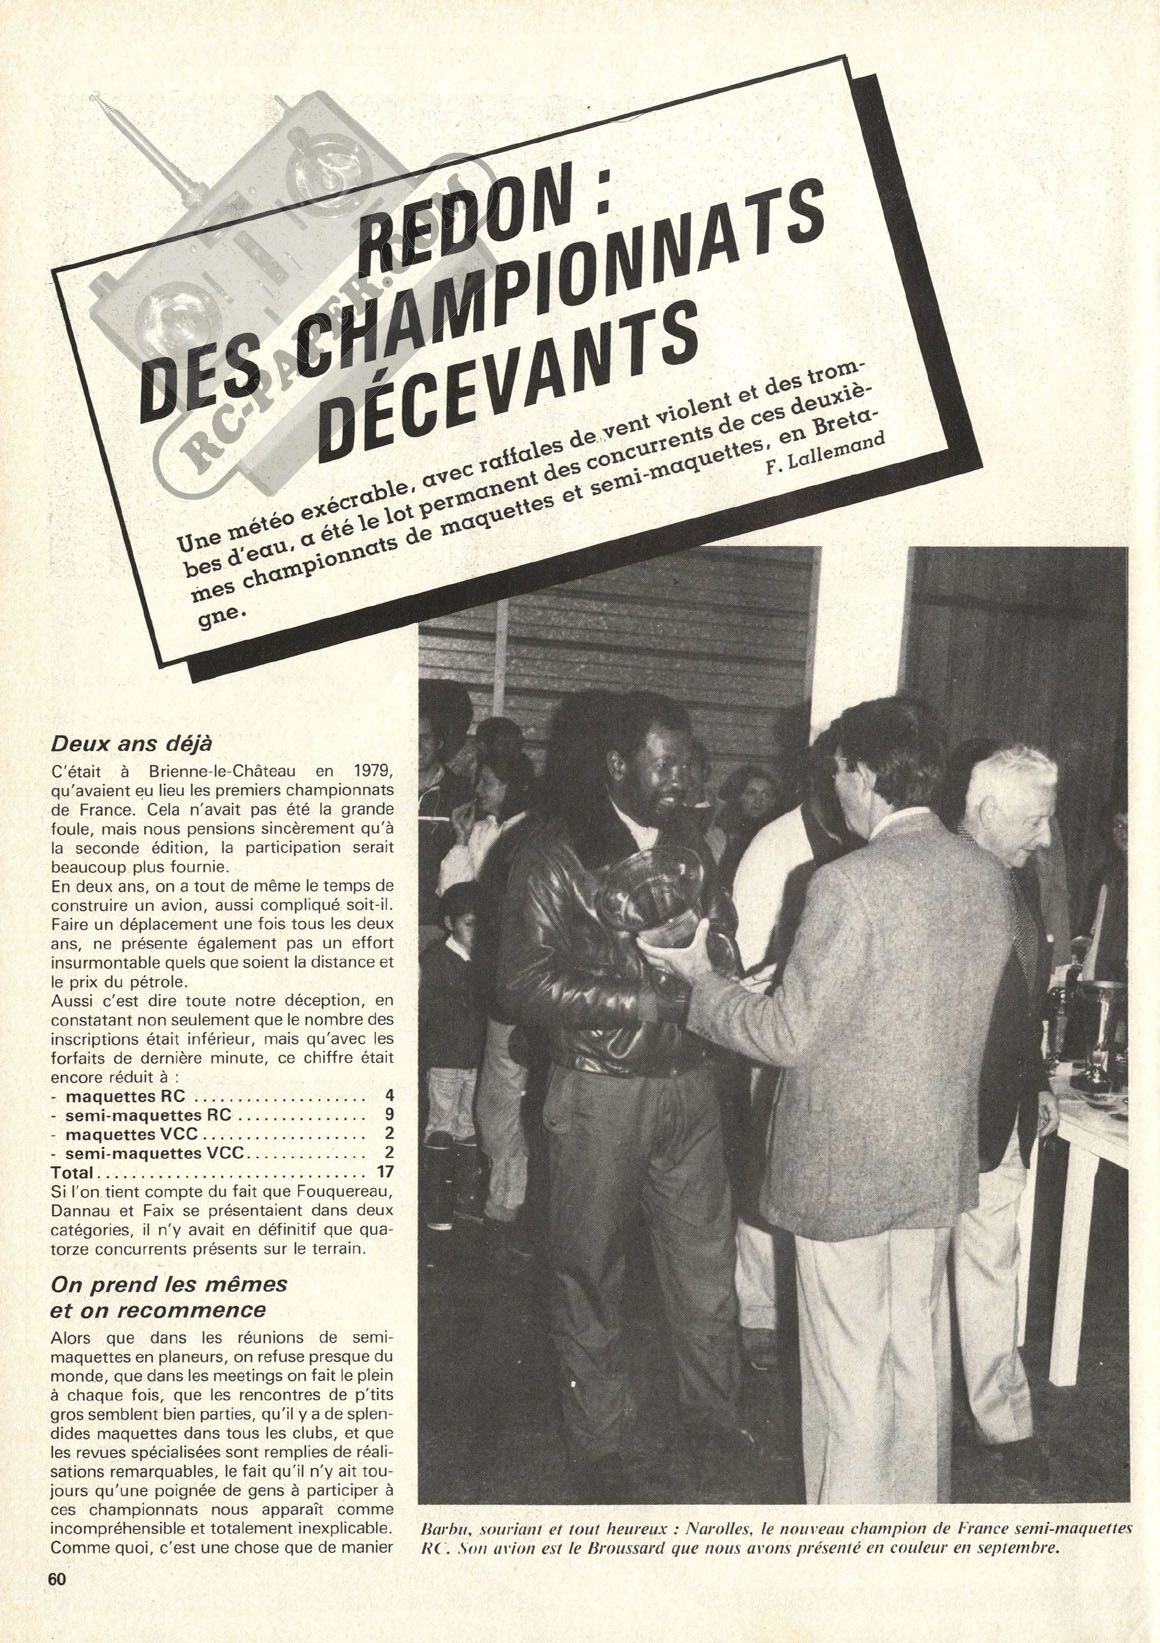 REDON :
DES CHAMPIONNATS
DÉCEVANTS
RC-PAPER.COM
Une météo exécrable, avec raffales de vent violent et des trom-
bes d'eau, a été le lot permanent des concurrents de ces deuxiè-
mes championnats de maquettes et semi-maquettes, en Breta-
gne.
F. Lallemand
Deux ans déjà
C'était à Brienne-le-Château en 1979,
qu'avaient eu lieu les premiers championnats
de France. Cela n'avait pas été la grande
foule, mais nous pensions sincèrement qu'à
la seconde édition, la participation serait
beaucoup plus fournie.
En deux ans, on a tout de même le temps de
construire un avion, aussi compliqué soit-il.
Faire un déplacement une fois tous les deux
ans, ne présente également pas un effort
insurmontable quels que soient la distance et
le prix du pétrole.
Aussi c'est dire toute notre déception, en
constatant non seulement que le nombre des
inscriptions était inférieur, mais qu'avec les
forfaits de dernière minute, ce chiffre était
encore réduit à :
- maquettes RC .................... 4
- semi-maquettes RC ............... 9
- maquettes VCC ................... 2
- semi-maquettes VCC .............. 2
Total ............................... 17
Si l'on tient compte du fait que Fouquereau,
Dannau et Faix se présentaient dans deux
catégories, il n'y avait en définitif que qua-
torze concurrents présents sur le terrain.
On prend les mêmes
et on recommence
Alors que dans les réunions de semi-
maquettes en planeurs, on refuse presque du
monde, que dans les meetings on fait le plein
à chaque fois, que les rencontres de p'tits
gros semblent bien parties, qu'il y a de splen-
dides maquettes dans tous les clubs, et que
les revues spécialisées sont remplies de réali-
sations remarquables, le fait qu'il n'y ait tou-
jours qu'une poignée de gens à participer à
ces championnats nous apparaît comme
incompréhensible et totalement inexplicable.
Comme quoi, c'est une chose que de manier
Barbu, souriant et tout heureux : Narolles, le nouveau champion de France semi-maquettes
RC. Son avion est le Broussard que nous avons présenté en couleur en septembre.
60